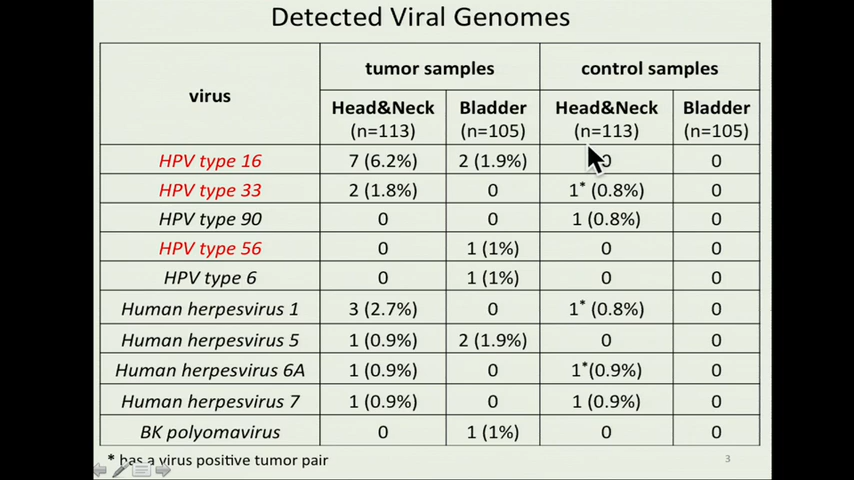 Detected Viral Genomes
virus tumor samples control samples
Head&Neck (n=113) Bladder (n=105) Head&Neck (n=113) Bladder (n=105)
HPV type 16 7 (6.2%) 2 (1.9%) 0 0
HPV type 33 2 (1.8%) 0 1* (0.8%) 0
HPV type 90 0 0 1 (0.8%) 0
HPV type 56 0 1 (1%) 0 0
HPV type 6 0 1 (1%) 0 0
Human herpesvirus 1 3 (2.7%) 0 1* (0.8%) 0
Human herpesvirus 5 1 (0.9%) 2 (1.9%) 0 0
Human herpesvirus 6A 1 (0.9%) 0 1*(0.9%) 0
Human herpesvirus 7 1 (0.9%) 0 1 (0.9%) 0
BK polyomavirus 0 1 (1%) 0 0
* has a virus positive tumor pair
3